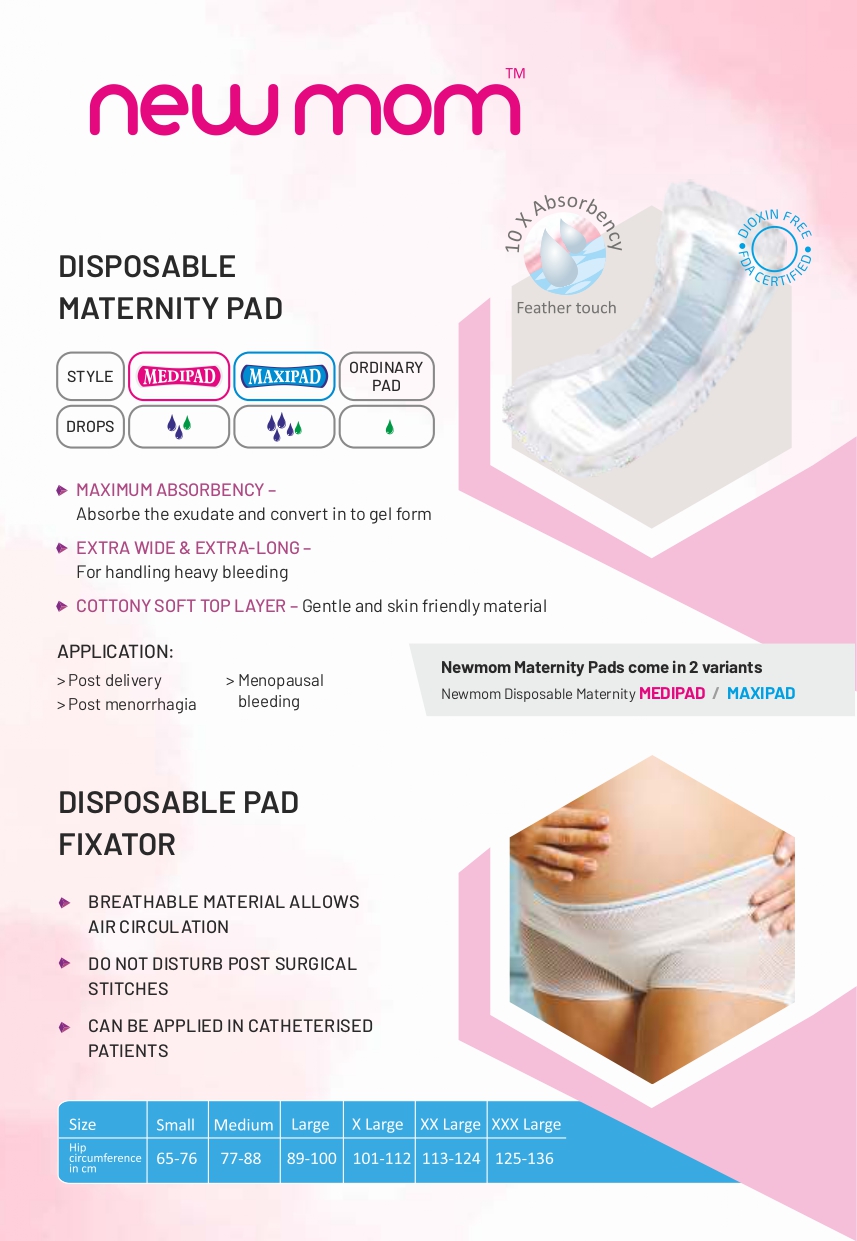 new mom TM
10 X Absorbency
Feather touch
DIOXIN FREE
FDA CERTIFIED
DISPOSABLE
MATERNITY PAD
STYLE MEDIPAD MAXIPAD ORDINARY PAD
DROPS
MAXIMUM ABSORBENCY –
Absorbe the exudate and convert in to gel form
EXTRA WIDE & EXTRA-LONG –
For handling heavy bleeding
COTTONY SOFT TOP LAYER – Gentle and skin friendly material
APPLICATION:
> Post delivery
> Post menorrhagia
> Menopausal
bleeding
Newmom Maternity Pads come in 2 variants
Newmom Disposable Maternity MEDIPAD / MAXIPAD
DISPOSABLE PAD
FIXATOR
BREATHABLE MATERIAL ALLOWS
AIR CIRCULATION
DO NOT DISTURB POST SURGICAL
STITCHES
CAN BE APPLIED IN CATHETERISED
PATIENTS
Size Small Medium Large X Large XX Large XXX Large
Hip circumference in cm 65-76 77-88 89-100 101-112 113-124 125-136